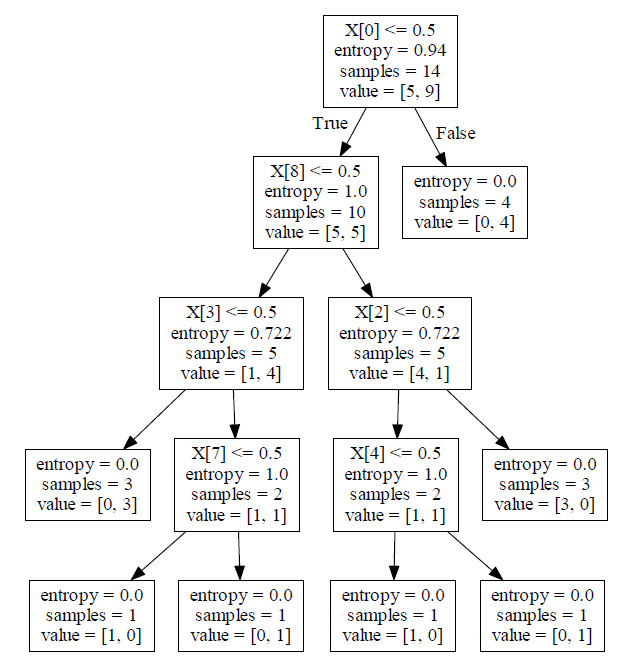 X[0] <= 0.5
entropy = 0.94
samples = 14
value = [5, 9]
True
False
X[8] <= 0.5
entropy = 1.0
samples = 10
value = [5, 5]
entropy = 0.0
samples = 4
value = [0, 4]
X[3] <= 0.5
entropy = 0.722
samples = 5
value = [1, 4]
X[2] <= 0.5
entropy = 0.722
samples = 5
value = [4, 1]
entropy = 0.0
samples = 3
value = [0, 3]
X[7] <= 0.5
entropy = 1.0
samples = 2
value = [1, 1]
X[4] <= 0.5
entropy = 1.0
samples = 2
value = [1, 1]
entropy = 0.0
samples = 3
value = [3, 0]
entropy = 0.0
samples = 1
value = [1, 0]
entropy = 0.0
samples = 1
value = [0, 1]
entropy = 0.0
samples = 1
value = [1, 0]
entropy = 0.0
samples = 1
value = [0, 1]